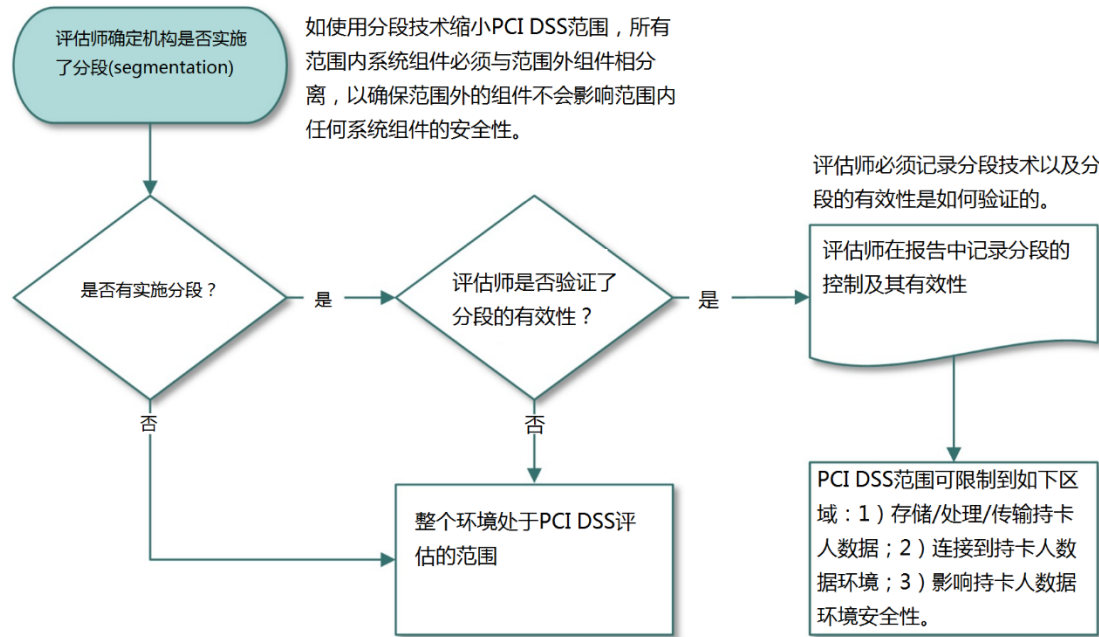 评估师确定机构是否实施
了分段(segmentation)
如使用分段技术缩小PCI DSS范围，所有
范围内系统组件必须与范围外组件相分
离，以确保范围外的组件不会影响范围内
任何系统组件的安全性。
评估师必须记录分段技术以及分
段的有效性是如何验证的。
是否有实施分段？
是
评估师是否验证了
分段的有效性？
是
评估师在报告中记录分段的
控制及其有效性
否
否
整个环境处于PCI DSS评
估的范围
PCI DSS范围可限制到如下区
域：1）存储/处理/传输持卡
人数据；2）连接到持卡人数
据环境；3）影响持卡人数据
环境安全性。